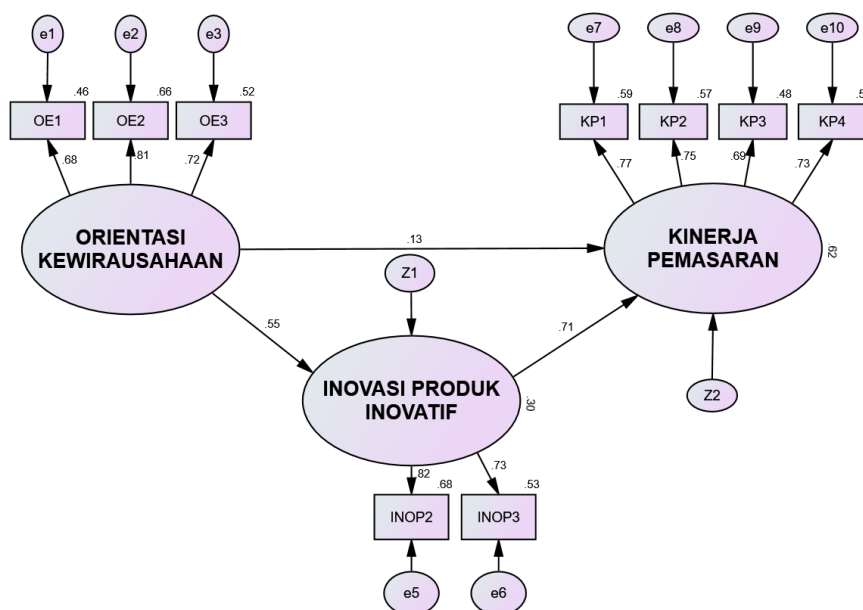 e1
e2
e3
e7
e8
e9
e10
.46
.66
.52
.59
.57
.48
OE1
OE2
OE3
KP1
KP2
KP3
KP4
.68
.81
.72
.77
.75
.69
.73
ORIENTASI
KEWIRAUSAHAAN
KINERJA
PEMASARAN
.13
.62
Z1
.55
.71
INOVASI PRODUK
INOVATIF
.30
Z2
.82
.73
.68
.53
INOP2
INOP3
e5
e6